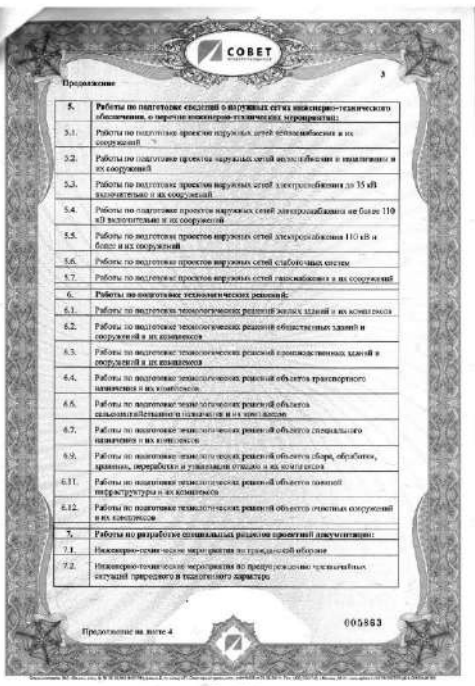 СОВЕТ
3
Продолжение
5. Работы по подготовке сведений о наружных сетях инженерно-технического
обеспечения, о перечне инженерно-технических мероприятий:
5.1. Работы по подготовке проектов наружных сетей теплоснабжения и их
сооружений
5.2. Работы по подготовке проектов наружных сетей водоснабжения и канализации и
их сооружений
5.3. Работы по подготовке проектов наружных сетей электроснабжения до 35 кВ
включительно и их сооружений
5.4. Работы по подготовке проектов наружных сетей электроснабжения не более 110
кВ включительно и их сооружений
5.5. Работы по подготовке проектов наружных сетей электроснабжения 110 кВ и
более и их сооружений
5.6. Работы по подготовке проектов наружных сетей слаботочных систем
5.7. Работы по подготовке проектов наружных сетей газоснабжения и их сооружений
6. Работы по подготовке технологических решений:
6.1. Работы по подготовке технологических решений жилых зданий и их комплексов
6.2. Работы по подготовке технологических решений общественных зданий и
сооружений и их комплексов
6.3. Работы по подготовке технологических решений производственных зданий и
сооружений и их комплексов
6.4. Работы по подготовке технологических решений объектов транспортного
назначения и их комплексов
6.6. Работы по подготовке технологических решений объектов
сельскохозяйственного назначения и их комплексов
6.7. Работы по подготовке технологических решений объектов специального
назначения и их комплексов
6.9. Работы по подготовке технологических решений объектов сбора, обработки,
хранения, переработки и утилизации отходов и их комплексов
6.11. Работы по подготовке технологических решений объектов военной
инфраструктуры и их комплексов
6.12. Работы по подготовке технологических решений объектов очистных сооружений
и их комплексов
7. Работы по разработке специальных разделов проектной документации:
7.1. Инженерно-технические мероприятия по гражданской обороне
7.2. Инженерно-технические мероприятия по предупреждению чрезвычайных
ситуаций природного и техногенного характера
005863
Продолжение на листе 4